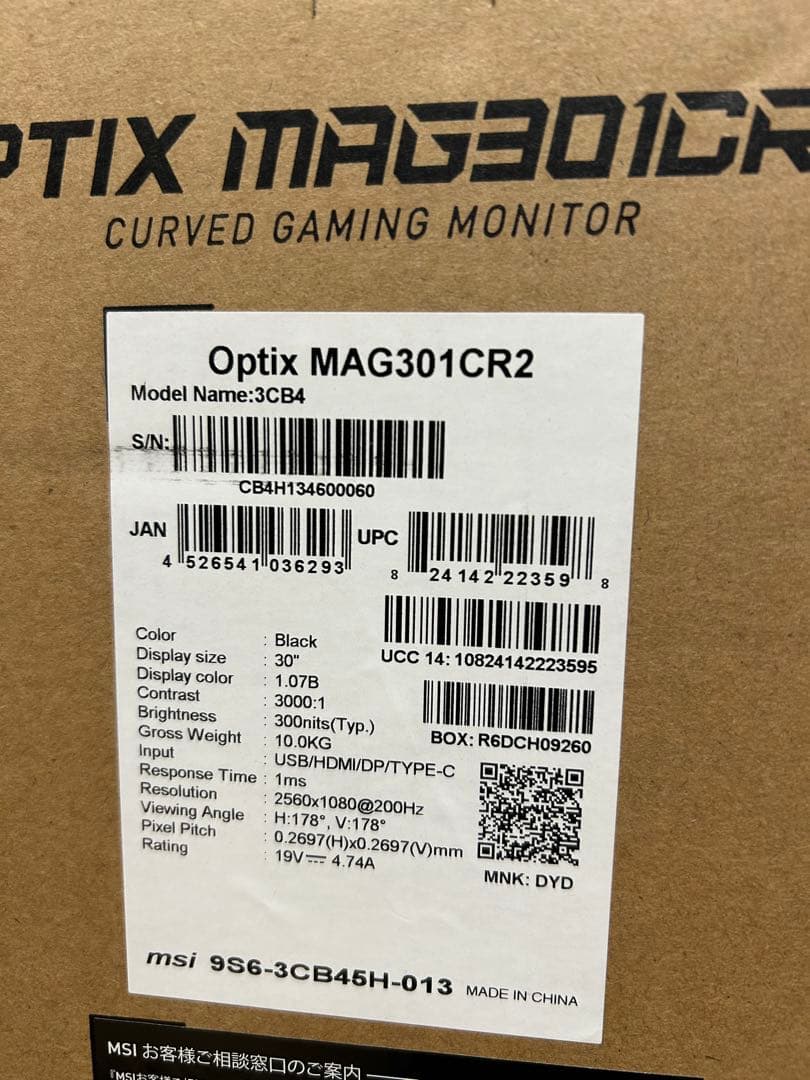 PTIX MAG301CR
CURVED GAMING MONITOR
Optix MAG301CR2
Model Name:3CB4
S/N:
CB4H134600060
JAN
4 526541 036293
UPC
8 24142 22359 8
UCC 14: 10824142223595
BOX: R6DCH09260
Color : Black
Display size : 30"
Display color : 1.07B
Contrast : 3000:1
Brightness : 300nits(Typ.)
Gross Weight : 10.0KG
Input : USB/HDMI/DP/TYPE-C
Response Time : 1ms
Resolution : 2560x1080@200Hz
Viewing Angle : H:178°, V:178°
Pixel Pitch : 0.2697(H)x0.2697(V)mm
Rating : 19V⎓ 4.74A
MNK: DYD
msi 9S6-3CB45H-013 MADE IN CHINA
MSI お客様ご相談窓口のご案内